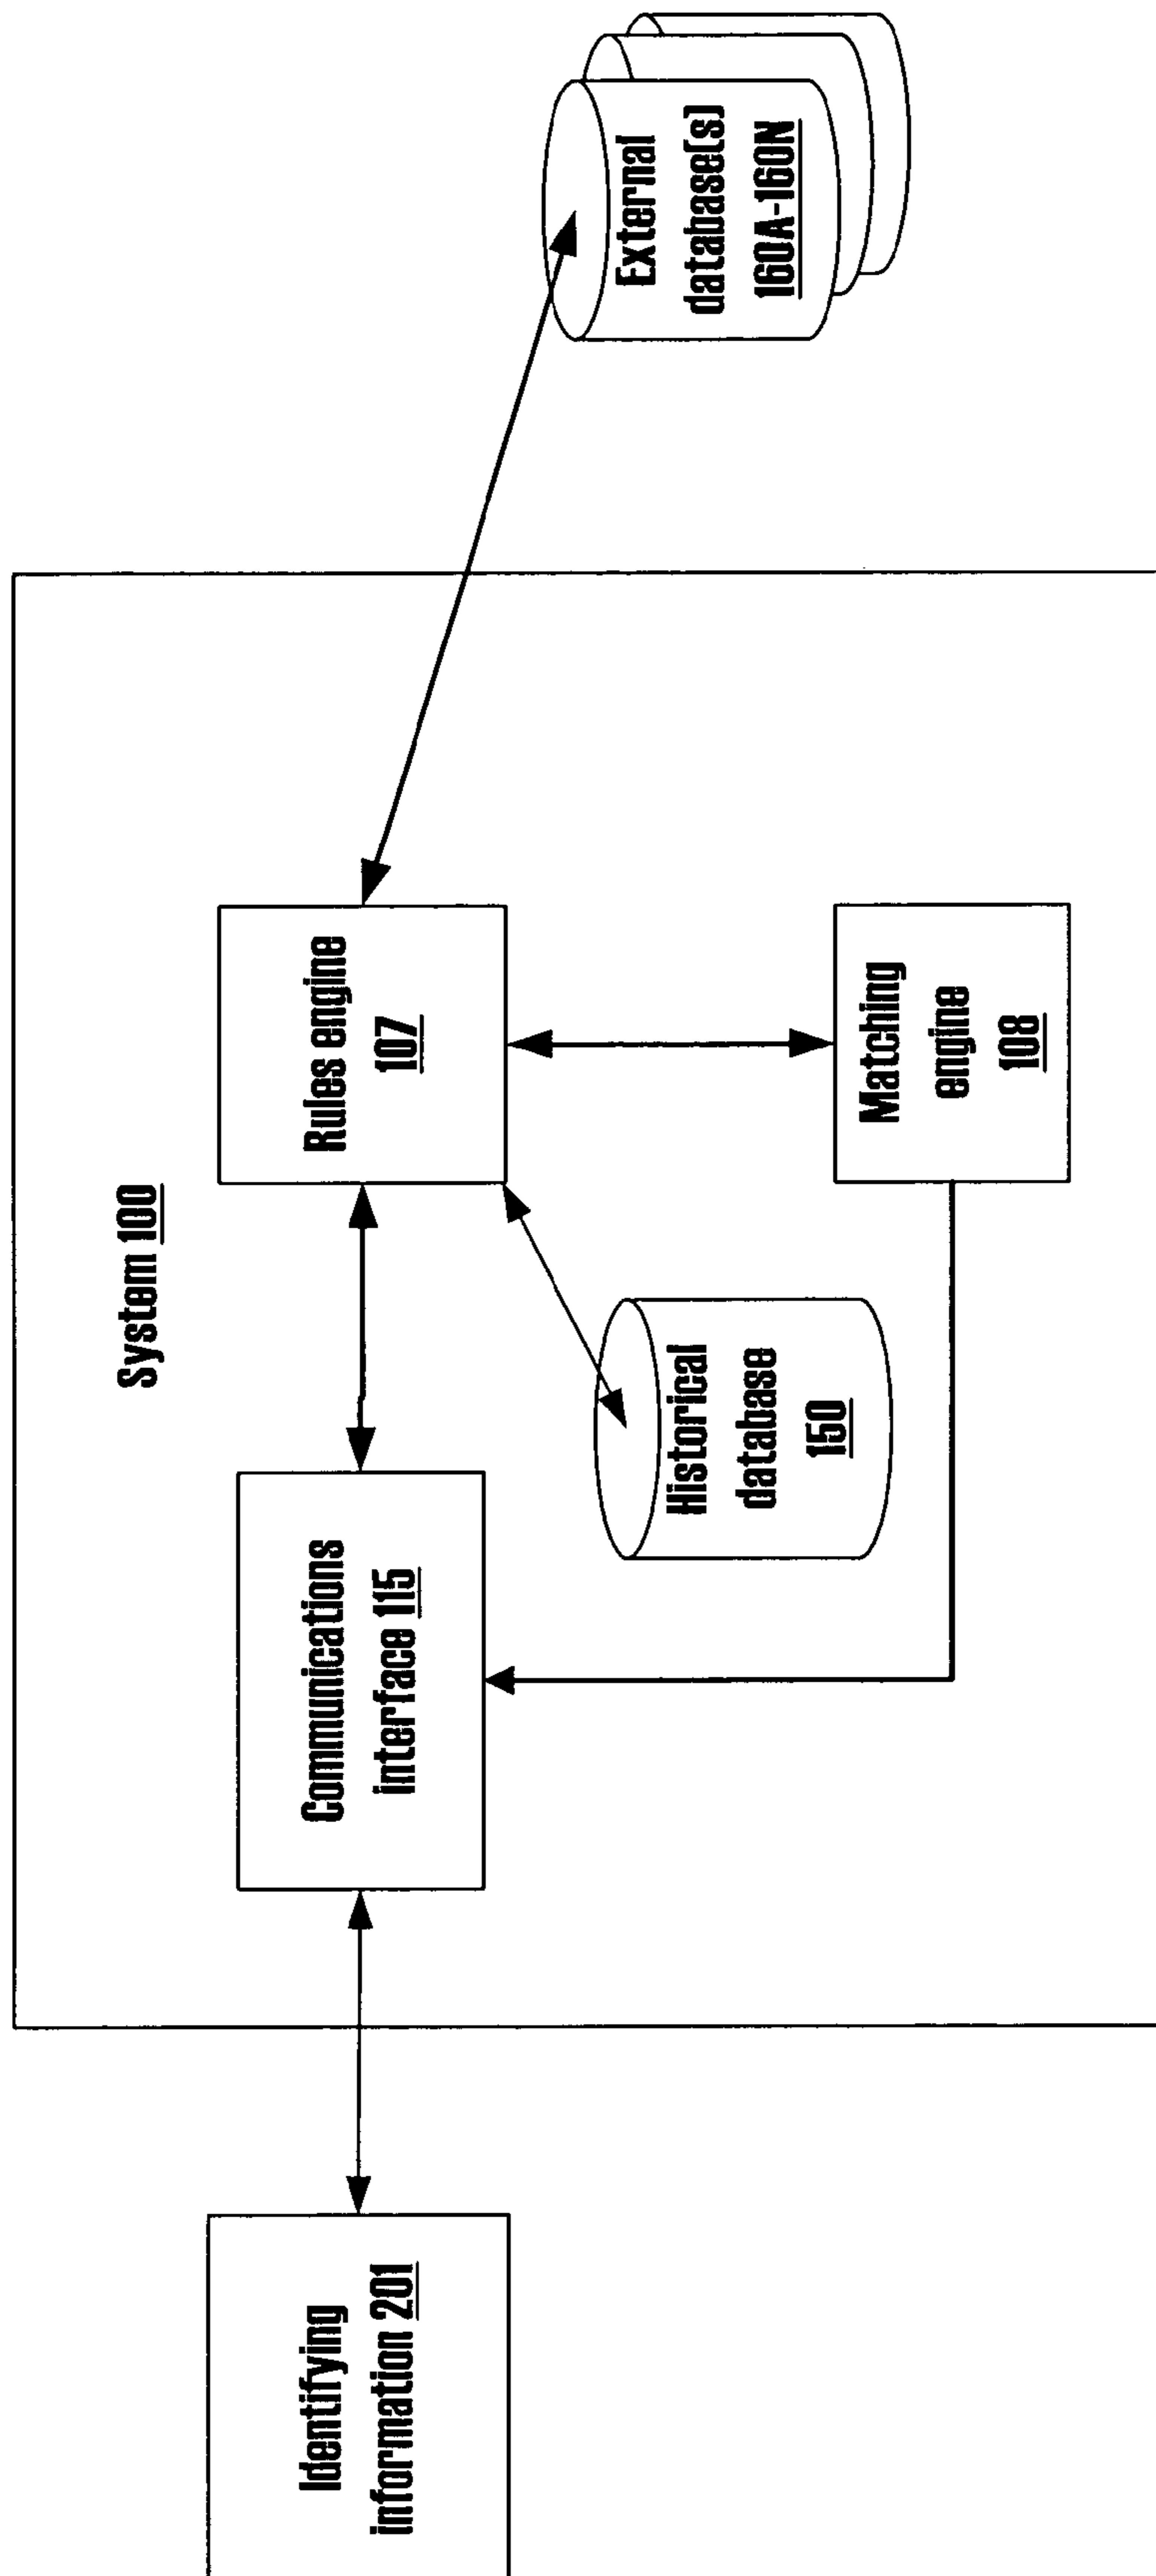 System 100
Identifying
information 201
Communications
interface 115
Rules engine
107
Historical
database
150
Matching
engine
108
External
database(s)
160A-160N